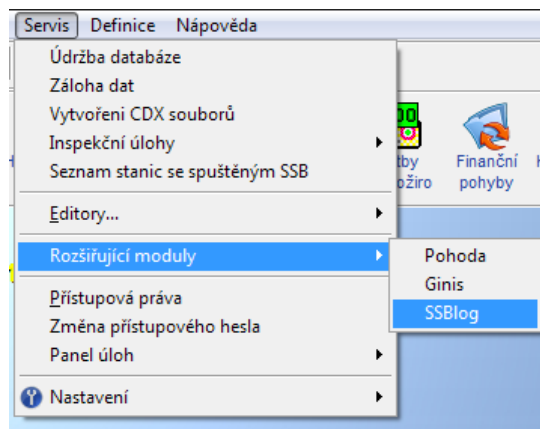 Servis Definice Nápověda
Údržba databáze
Záloha dat
Vytvořeni CDX souborů
Inspekční úlohy
Seznam stanic se spuštěným SSB
Editory...
Rozšiřující moduly
Přístupová práva
Změna přístupového hesla
Panel úloh
Nastavení
Pohoda
Ginis
SSBlog
Finanční
pohyby